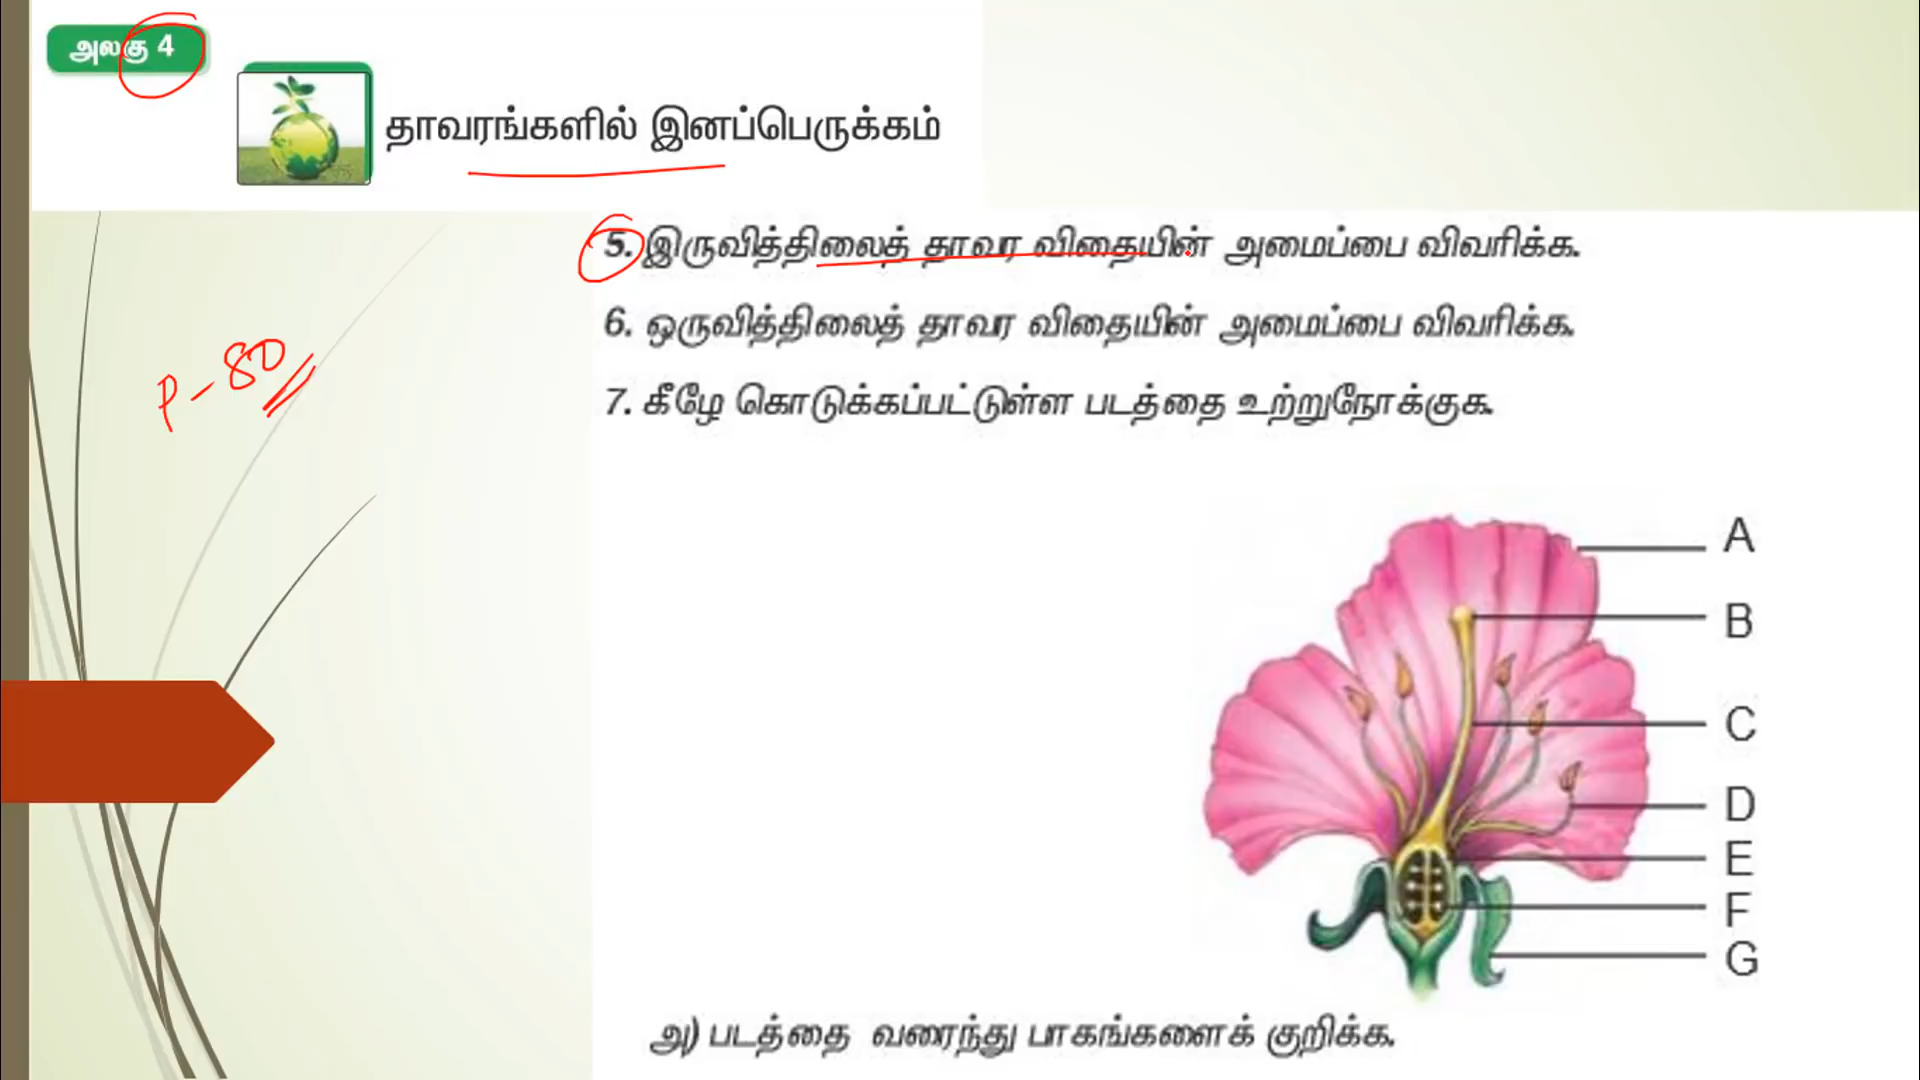 அலகு 4
தாவரங்களில் இனப்பெருக்கம்
5. இருவித்திலைத் தாவர விதையின் அமைப்பை விவரிக்க.
6. ஒருவித்திலைத் தாவர விதையின் அமைப்பை விவரிக்க.
P-80
7. கீழே கொடுக்கப்பட்டுள்ள படத்தை உற்றுநோக்குக.
A
B
C
D
E
F
G
அ) படத்தை வரைந்து பாகங்களைக் குறிக்க.